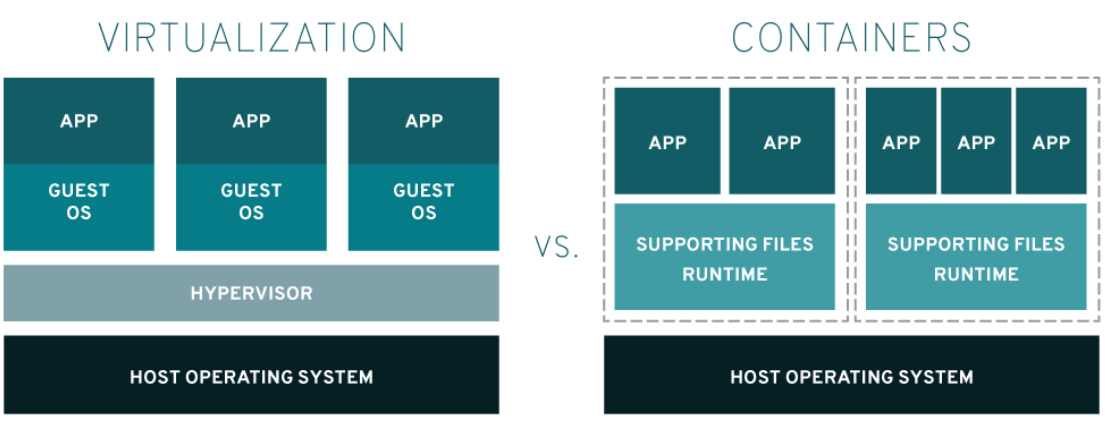 VIRTUALIZATION
APP
APP
APP
GUEST
OS
GUEST
OS
GUEST
OS
HYPERVISOR
HOST OPERATING SYSTEM
VS.
CONTAINERS
APP
APP
SUPPORTING FILES
RUNTIME
APP
APP
APP
SUPPORTING FILES
RUNTIME
HOST OPERATING SYSTEM